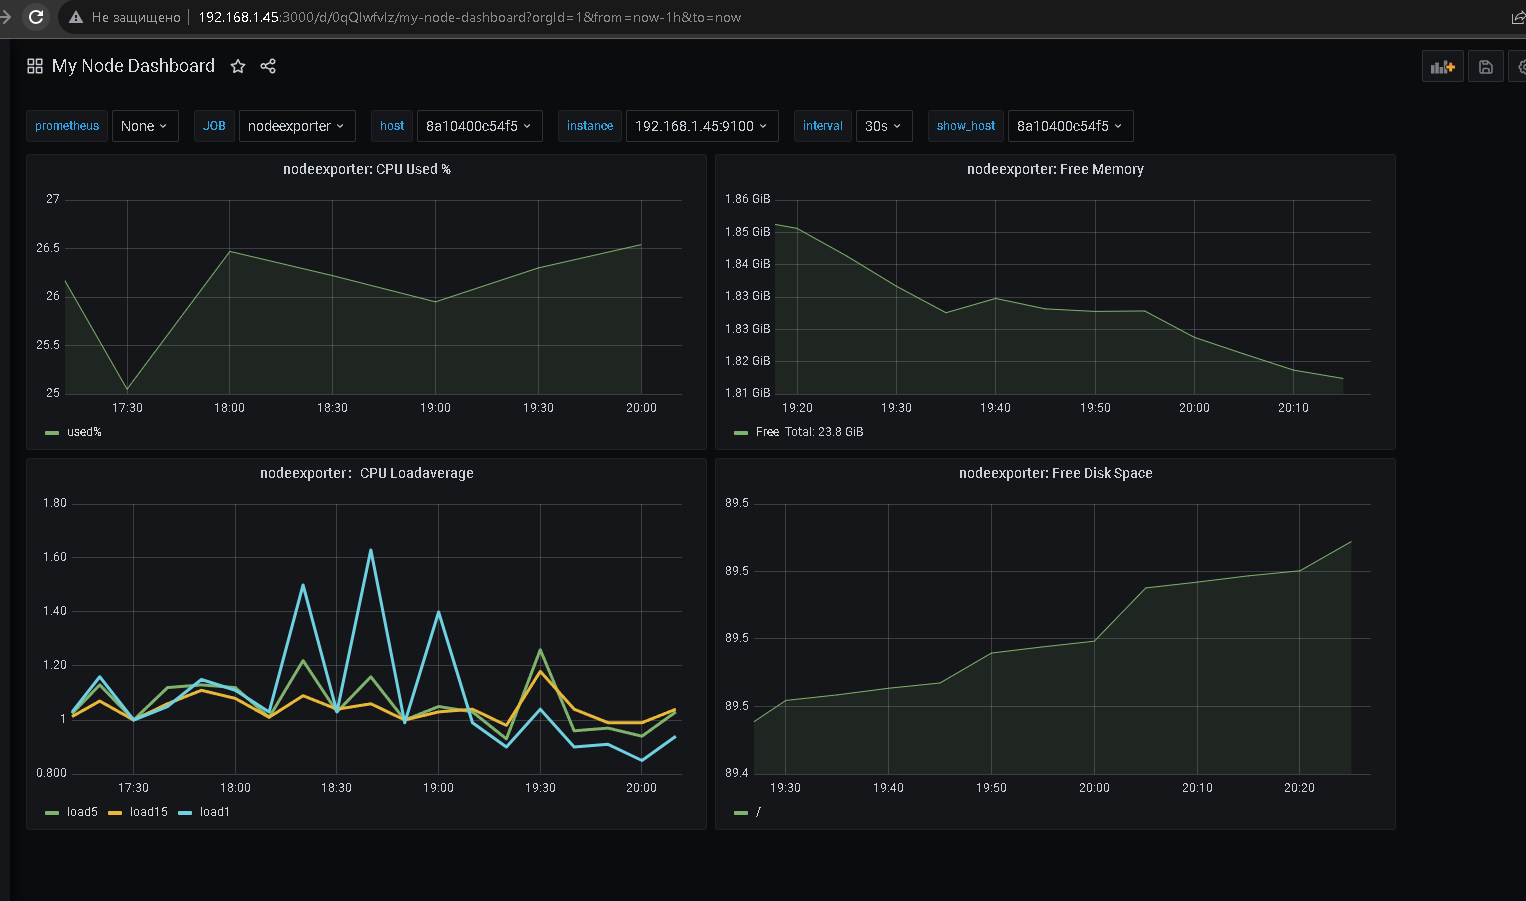 Не защищено 192.168.1.45:3000/d/0qQlwfvIz/my-node-dashboard?orgId=1&from=now-1h&to=now
My Node Dashboard
prometheus None JOB nodeexporter host 8a10400c54f5 instance 192.168.1.45:9100 interval 30s show_host 8a10400c54f5
nodeexporter: CPU Used %
27
26.5
26
25.5
25
17:30 18:00 18:30 19:00 19:30 20:00
used%
nodeexporter: Free Memory
1.86 GiB
1.85 GiB
1.84 GiB
1.83 GiB
1.83 GiB
1.82 GiB
1.81 GiB
19:20 19:30 19:40 19:50 20:00 20:10
Free Total: 23.8 GiB
nodeexporter: CPU Loadaverage
1.80
1.60
1.40
1.20
1
0.800
17:30 18:00 18:30 19:00 19:30 20:00
load5 load15 load1
nodeexporter: Free Disk Space
89.5
89.5
89.5
89.5
89.4
19:30 19:40 19:50 20:00 20:10 20:20
/